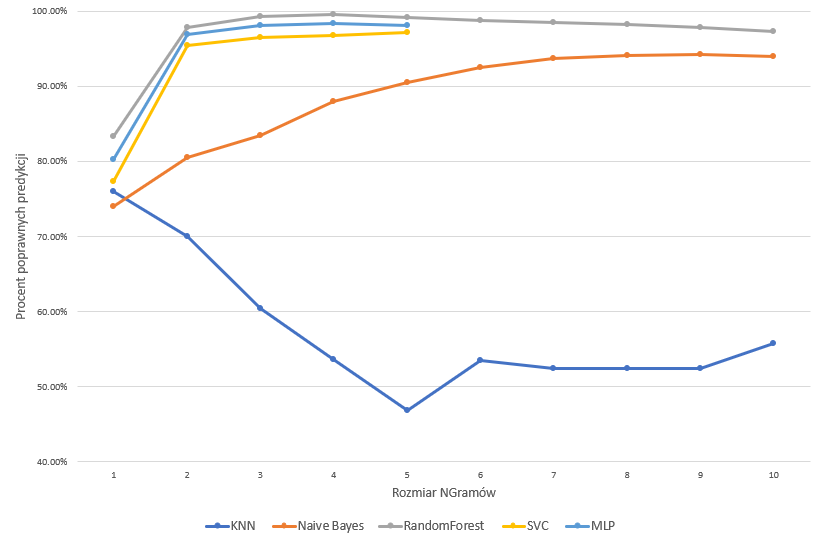 100.00%
90.00%
80.00%
70.00%
60.00%
50.00%
40.00%
Procent poprawnych predykcji
1 2 3 4 5 6 7 8 9 10
Rozmiar NGramów
KNN Naive Bayes RandomForest SVC MLP